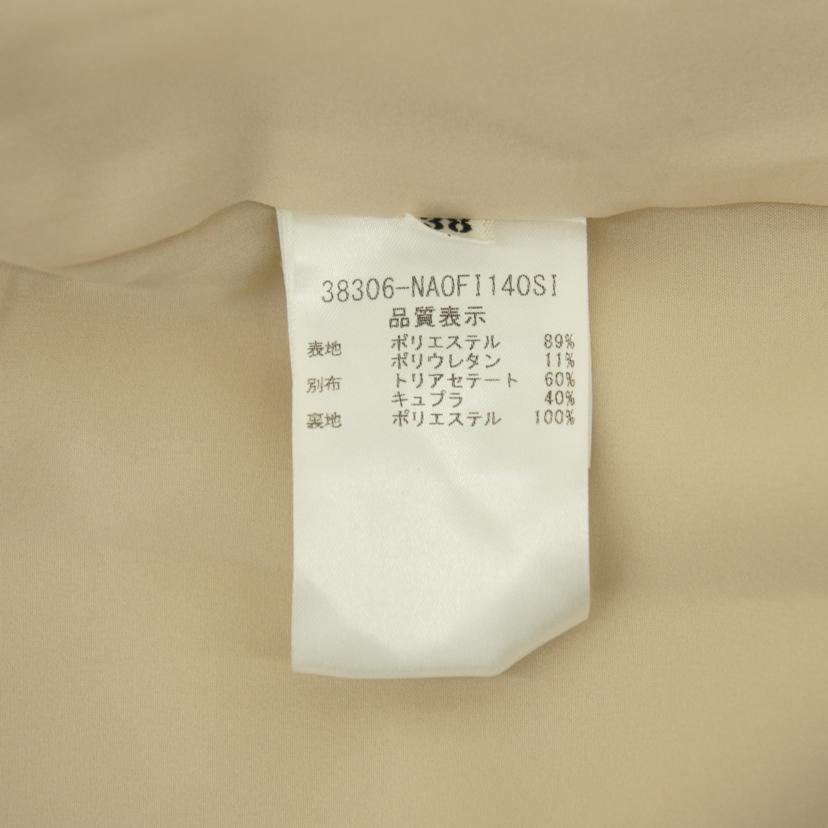 38
38306-NAOFI140SI
品質表示
表地 ポリエステル 89%
ポリウレタン 11%
別布 トリアセテート 60%
キュプラ 40%
裏地 ポリエステル 100%